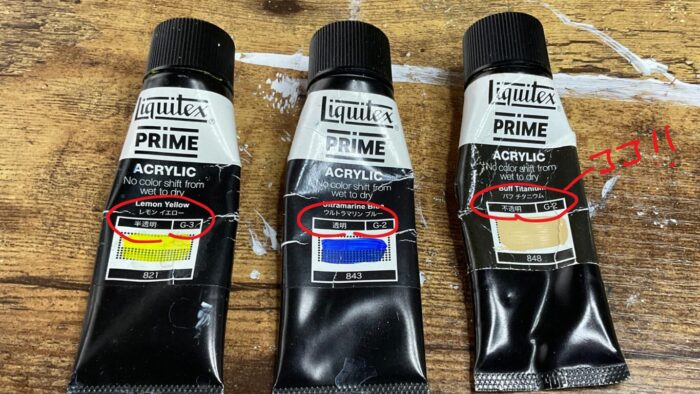 Liquitex®
PRIME
ACRYLIC
No color shift from
wet to dry
Lemon Yellow
レモン イエロー
半透明 G-3
821
Liquitex®
PRIME
ACRYLIC
No color shift from
wet to dry
Ultramarine Blue
ウルトラマリン ブルー
透明 G-2
843
Liquitex
PRIME
ACRYLIC
No color shift from
wet to dry
Buff Titanium
バフ チタニウム
不透明 G-2
848
ココ!!